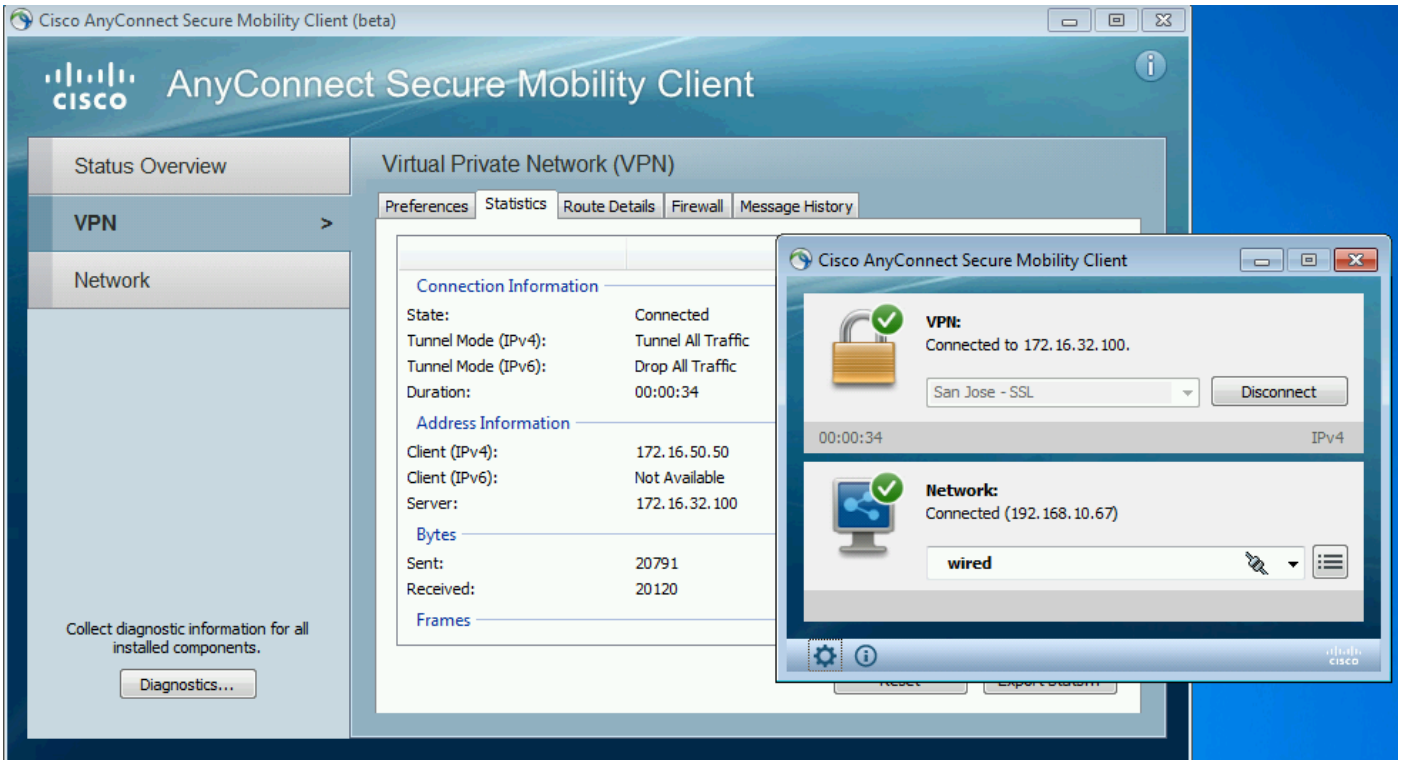 Cisco AnyConnect Secure Mobility Client (beta)
CISCO AnyConnect Secure Mobility Client
Status Overview
VPN >
Network
Collect diagnostic information for all
installed components.
Diagnostics...
Virtual Private Network (VPN)
Preferences Statistics Route Details Firewall Message History
Connection Information
State: Connected
Tunnel Mode (IPv4): Tunnel All Traffic
Tunnel Mode (IPv6): Drop All Traffic
Duration: 00:00:34
Address Information
Client (IPv4): 172.16.50.50
Client (IPv6): Not Available
Server: 172.16.32.100
Bytes
Sent: 20791
Received: 20120
Frames
Cisco AnyConnect Secure Mobility Client
VPN:
Connected to 172.16.32.100.
San Jose - SSL Disconnect
00:00:34 IPv4
Network:
Connected (192.168.10.67)
wired
CISCO